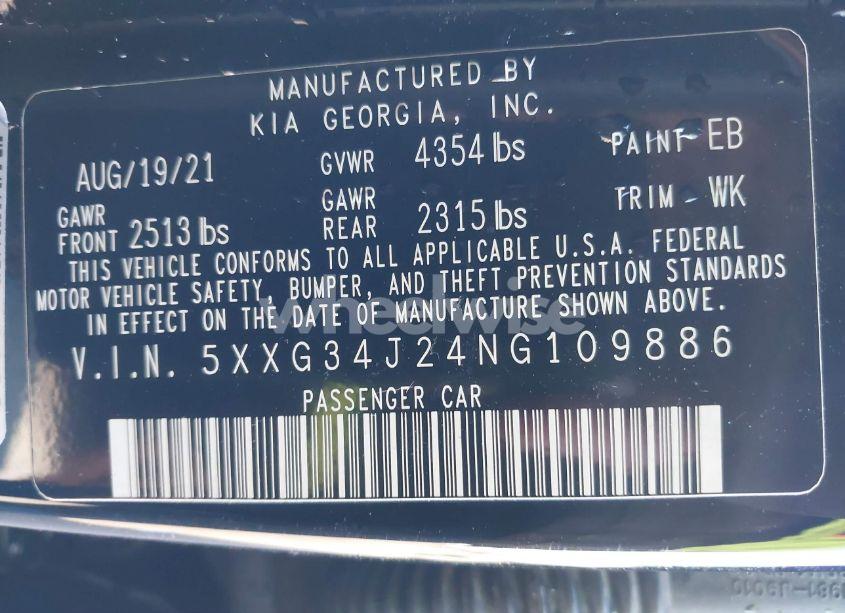 MANUFACTURED BY
KIA GEORGIA, INC.
AUG/19/21 GVWR 4354 lbs PAINT- EB
GAWR FRONT 2513 lbs GAWR REAR 2315 lbs TRIM - WK
THIS VEHICLE CONFORMS TO ALL APPLICABLE U.S.A. FEDERAL
MOTOR VEHICLE SAFETY, BUMPER, AND THEFT PREVENTION STANDARDS
IN EFFECT ON THE DATE OF MANUFACTURE SHOWN ABOVE.
wheelwise
V.I.N. 5XXG34J24NG109886
PASSENGER CAR